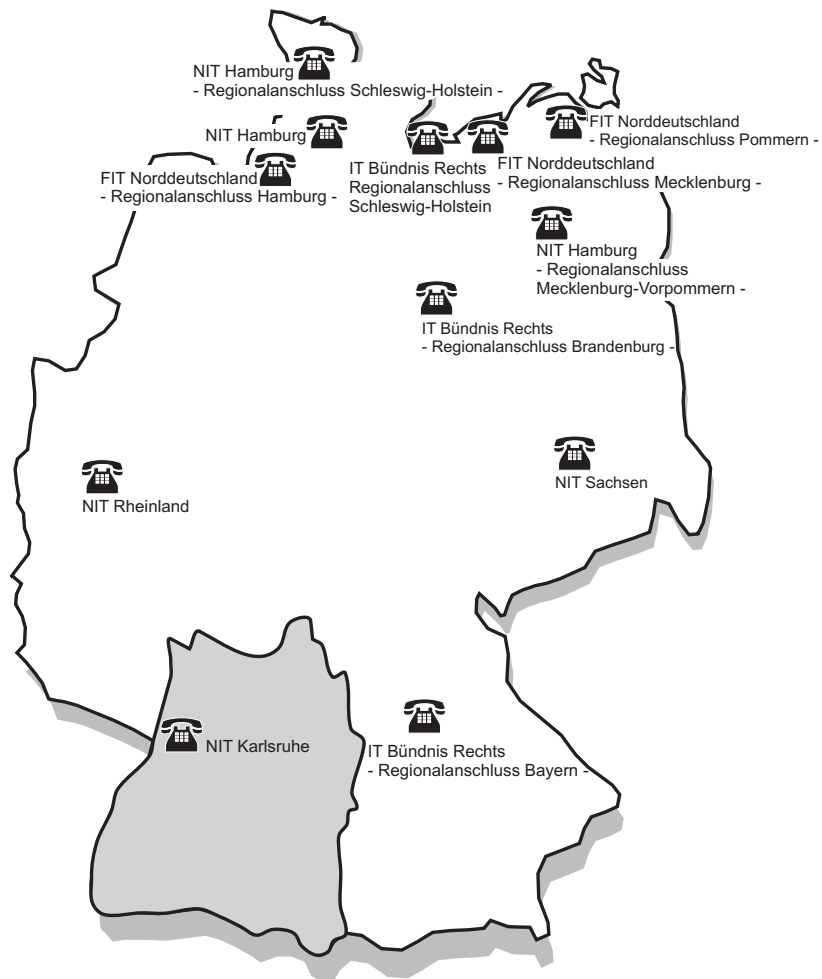 NIT Hamburg
- Regionalanschluss Schleswig-Holstein -
NIT Hamburg
FIT Norddeutschland
- Regionalanschluss Hamburg -
IT Bündnis Rechts
Regionalanschluss
Schleswig-Holstein
FIT Norddeutschland
- Regionalanschluss Pommern -
FIT Norddeutschland
- Regionalanschluss Mecklenburg -
NIT Hamburg
- Regionalanschluss
Mecklenburg-Vorpommern -
IT Bündnis Rechts
- Regionalanschluss Brandenburg -
NIT Rheinland
NIT Sachsen
NIT Karlsruhe
IT Bündnis Rechts
- Regionalanschluss Bayern -